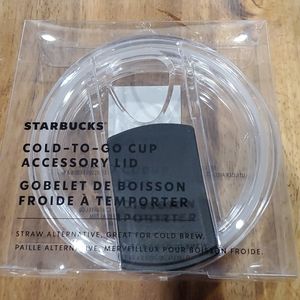 STARBUCKS®
COLD-TO-GO CUP
ACCESSORY LID
GOBELET DE BOISSON
FROIDE À TEMPORTER
STRAW ALTERNATIVE, GREAT FOR COLD BREW.
PAILLE ALTERNATIVE. MERVEILLEUX POUR BOISSON FROIDE.